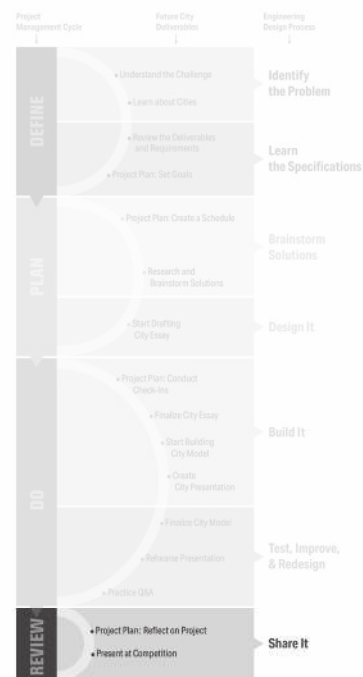 Project
Management Cycle
Future City
Deliverables
Engineering
Design Process
DEFINE
• Understand the Challenge
• Learn about Cities
Identify
the Problem
• Review the Deliverables
and Requirements
• Project Plan: Set Goals
Learn
the Specifications
PLAN
• Project Plan: Create a Schedule
• Research and
Brainstorm Solutions
Brainstorm
Solutions
• Start Drafting
City Essay
Design It
DO
• Project Plan: Conduct
Check-Ins
• Finalize City Essay
• Start Building
City Model
• Create
City Presentation
Build It
• Finalize City Model
• Rehearse Presentation
• Practice Q&A
Test, Improve,
& Redesign
REVIEW
• Project Plan: Reflect on Project
• Present at Competition
Share It